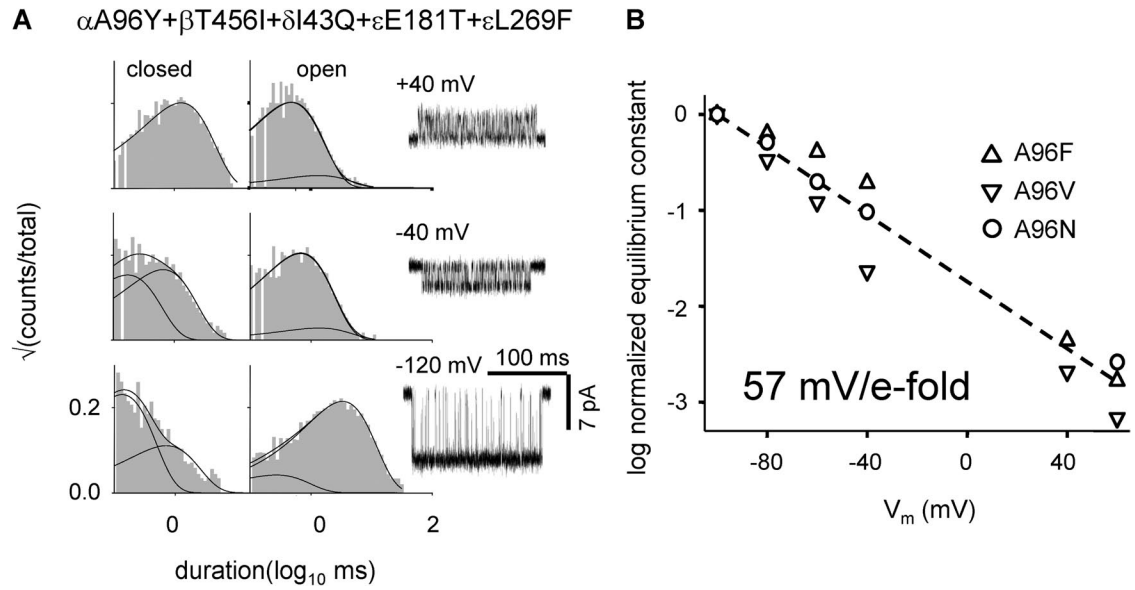 A
αA96Y+βT456I+δI43Q+εE181T+εL269F
closed
open
+40 mV
-40 mV
-120 mV
100 ms
7 pA
√(counts/total)
0.2
0.0
0
0
2
duration(log₁₀ ms)
B
log normalized equilibrium constant
0
-1
-2
-3
A96F
A96V
A96N
57 mV/e-fold
-80
-40
0
40
Vₘ (mV)